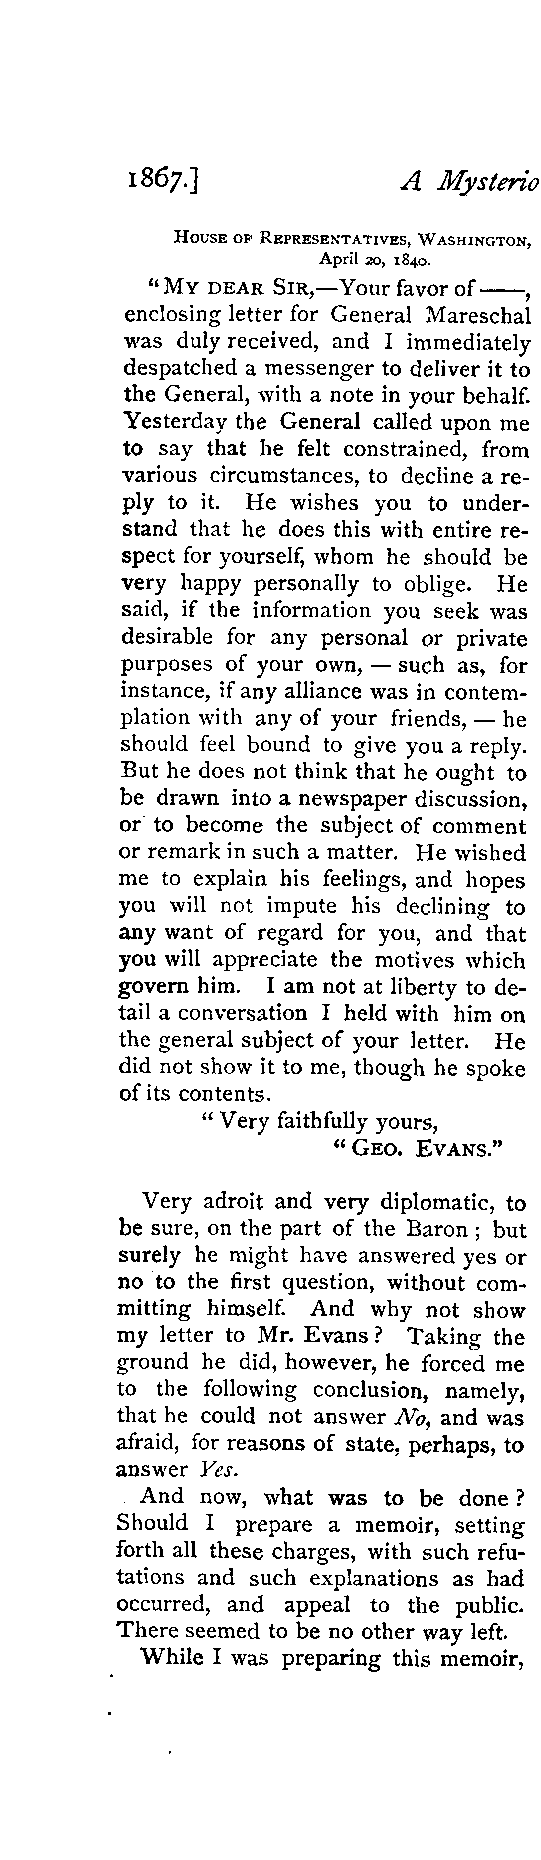 1867.] A Mysterio
HOUSE OF REPRESENTATIVES, WASHINGTON,
April 20, 1840.
“MY DEAR SIR,—Your favor of ——,
enclosing letter for General Mareschal
was duly received, and I immediately
despatched a messenger to deliver it to
the General, with a note in your behalf.
Yesterday the General called upon me
to say that he felt constrained, from
various circumstances, to decline a re-
ply to it. He wishes you to under-
stand that he does this with entire re-
spect for yourself, whom he should be
very happy personally to oblige. He
said, if the information you seek was
desirable for any personal or private
purposes of your own, — such as, for
instance, if any alliance was in contem-
plation with any of your friends, — he
should feel bound to give you a reply.
But he does not think that he ought to
be drawn into a newspaper discussion,
or to become the subject of comment
or remark in such a matter. He wished
me to explain his feelings, and hopes
you will not impute his declining to
any want of regard for you, and that
you will appreciate the motives which
govern him. I am not at liberty to de-
tail a conversation I held with him on
the general subject of your letter. He
did not show it to me, though he spoke
of its contents.
“Very faithfully yours,
“GEO. EVANS.”
Very adroit and very diplomatic, to
be sure, on the part of the Baron; but
surely he might have answered yes or
no to the first question, without com-
mitting himself. And why not show
my letter to Mr. Evans? Taking the
ground he did, however, he forced me
to the following conclusion, namely,
that he could not answer No, and was
afraid, for reasons of state, perhaps, to
answer Yes.
And now, what was to be done?
Should I prepare a memoir, setting
forth all these charges, with such refu-
tations and such explanations as had
occurred, and appeal to the public.
There seemed to be no other way left.
While I was preparing this memoir,